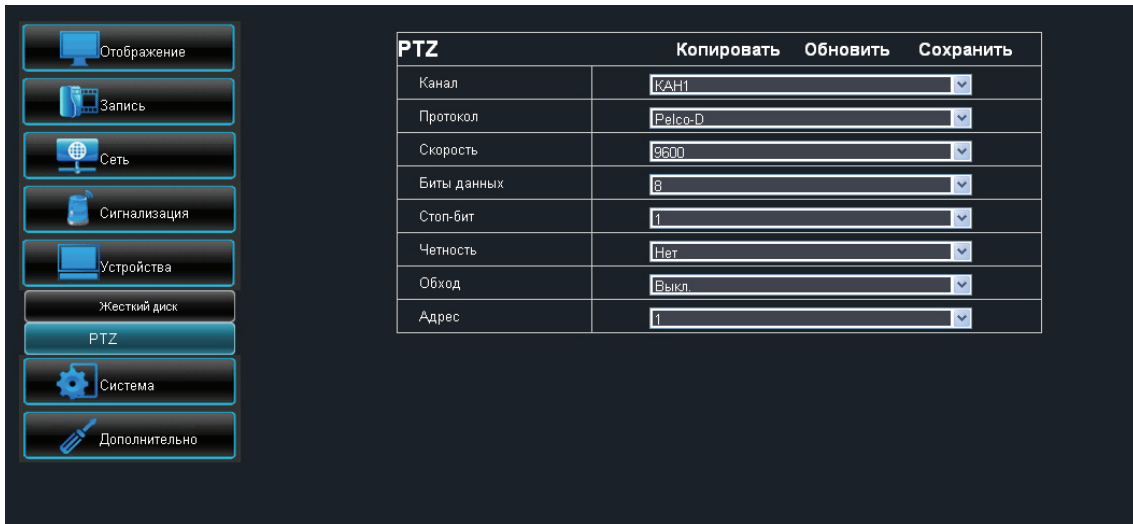 Отображение
Запись
Сеть
Сигнализация
Устройства
Жесткий диск
PTZ
Система
Дополнительно
PTZ Копировать Обновить Сохранить
Канал КАН1
Протокол Pelco-D
Скорость 9600
Биты данных 8
Стоп-бит 1
Четность Нет
Обход Выкл.
Адрес 1